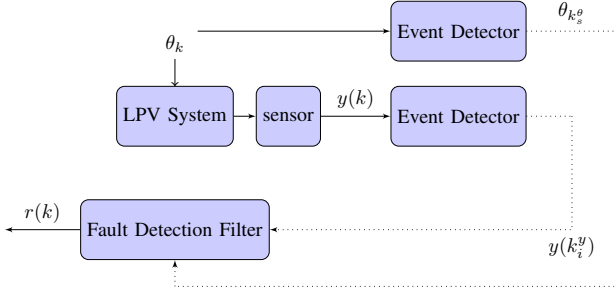 Event Detector
θ_{k_s^θ}
θ_k
LPV System
sensor
y(k)
Event Detector
r(k)
Fault Detection Filter
y(k_i^y)